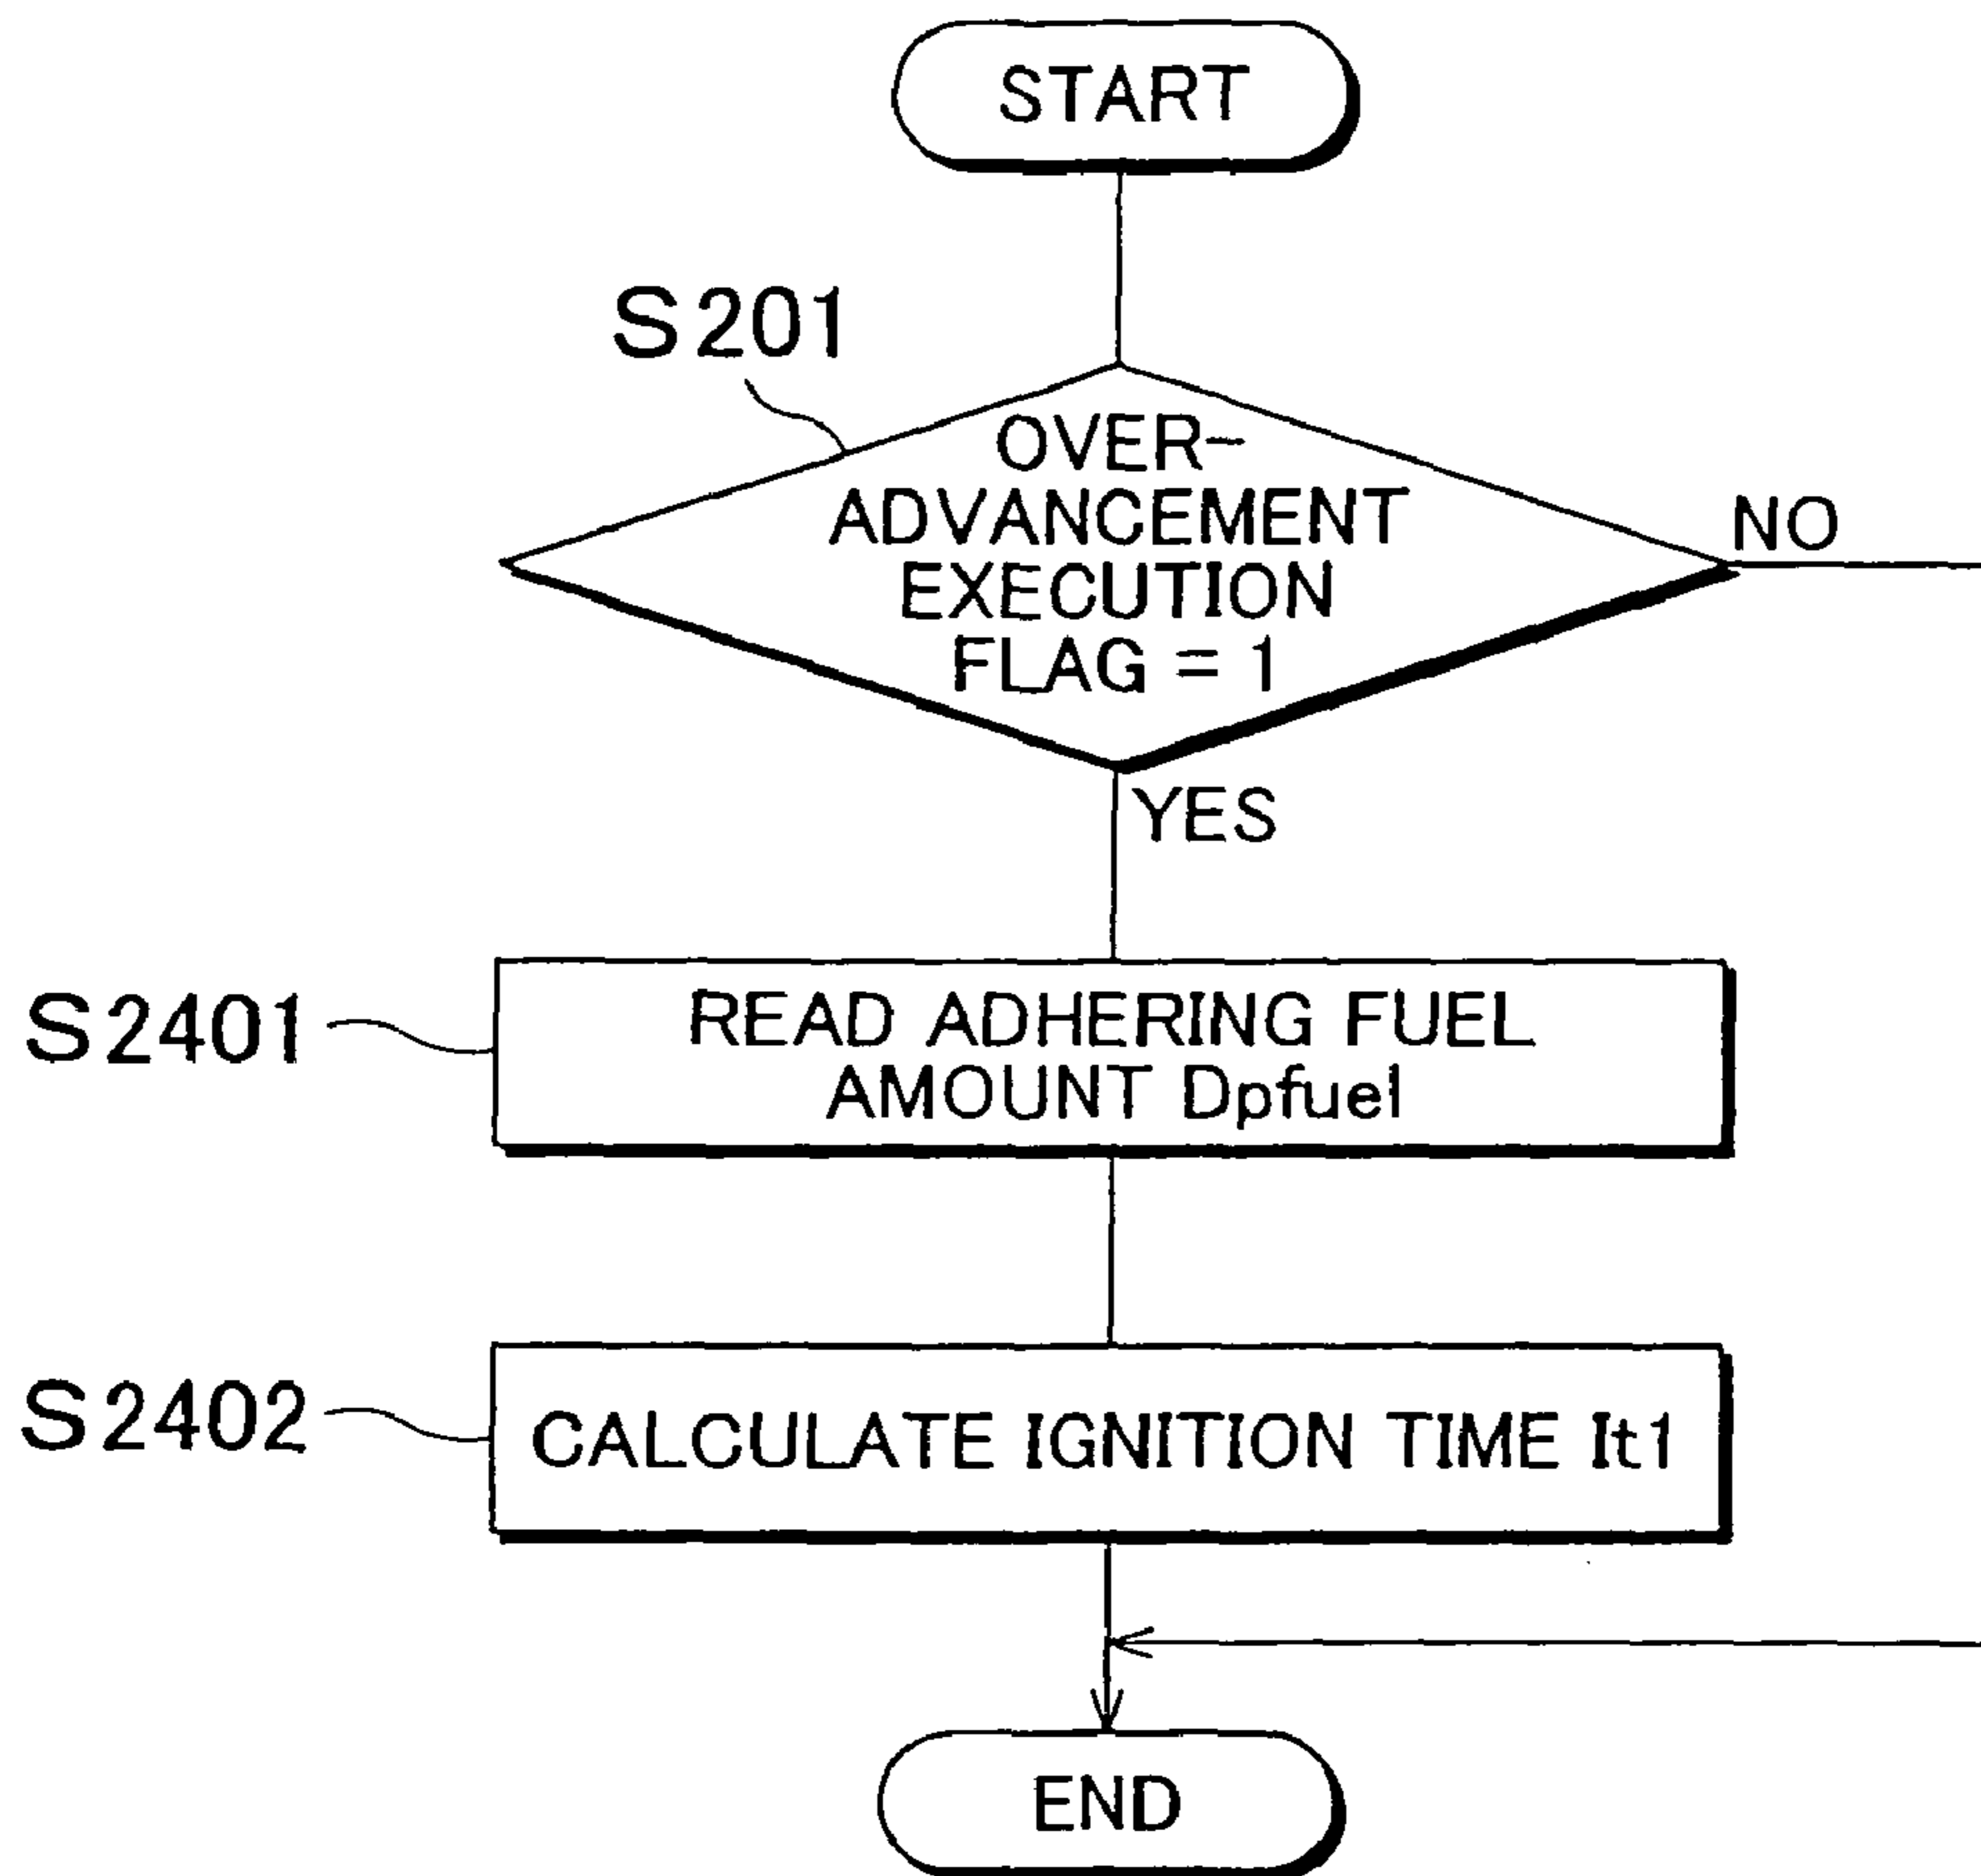 START
S201
OVER-
ADVANCEMENT
EXECUTION
FLAG = 1
NO
YES
S2401
READ ADHERING FUEL
AMOUNT Dpfuel
S2402
CALCULATE IGNITION TIME It1
END